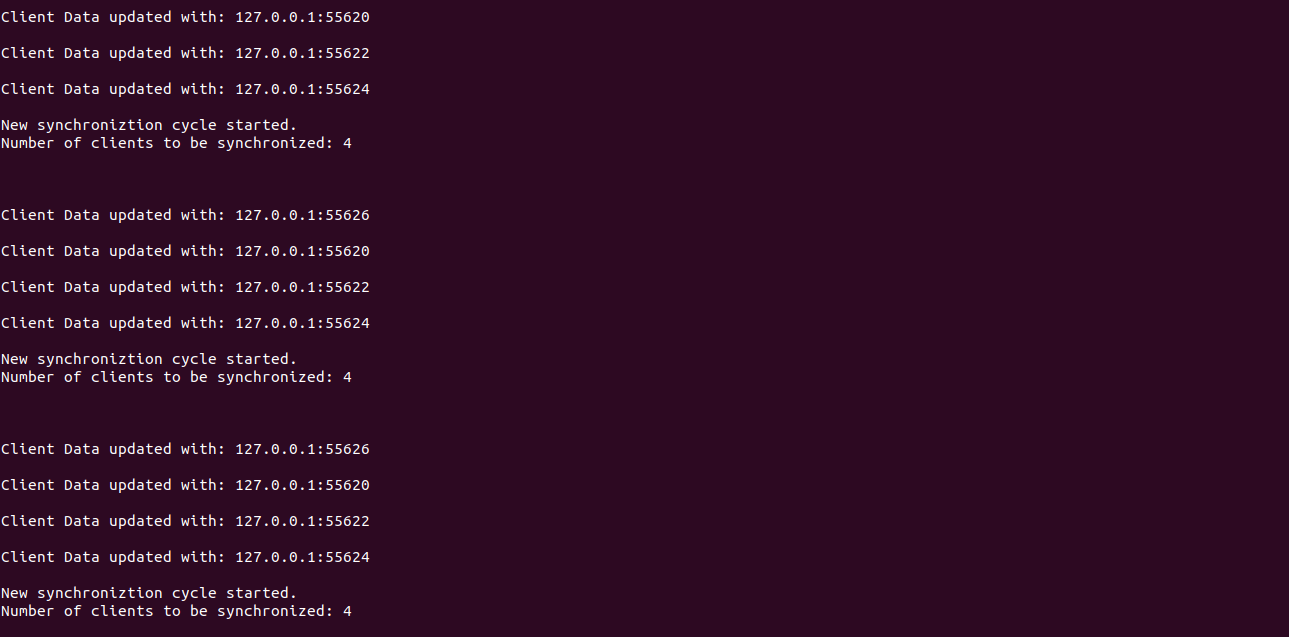 Client Data updated with: 127.0.0.1:55620
Client Data updated with: 127.0.0.1:55622
Client Data updated with: 127.0.0.1:55624
New synchroniztion cycle started.
Number of clients to be synchronized: 4
Client Data updated with: 127.0.0.1:55626
Client Data updated with: 127.0.0.1:55620
Client Data updated with: 127.0.0.1:55622
Client Data updated with: 127.0.0.1:55624
New synchroniztion cycle started.
Number of clients to be synchronized: 4
Client Data updated with: 127.0.0.1:55626
Client Data updated with: 127.0.0.1:55620
Client Data updated with: 127.0.0.1:55622
Client Data updated with: 127.0.0.1:55624
New synchroniztion cycle started.
Number of clients to be synchronized: 4